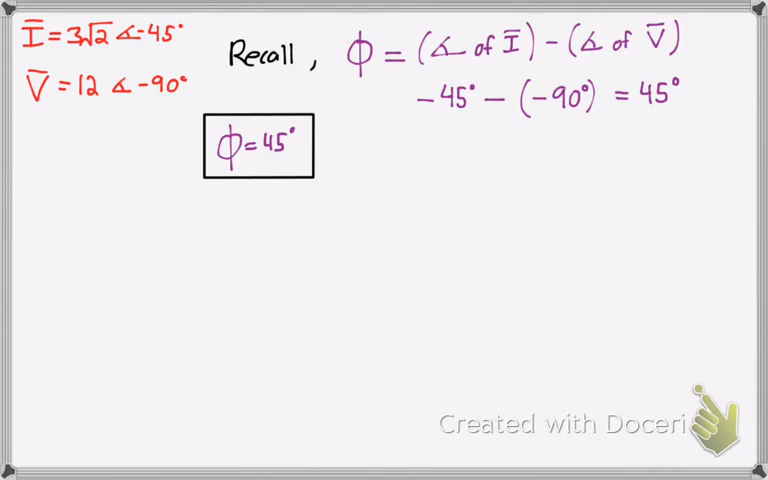 I̅ = 3√2 ∡-45°
V̅ = 12 ∡-90°
Recall, ϕ = (∡ of I̅) - (∡ of V̅)
-45° - (-90°) = 45°
ϕ = 45°
Created with Doceri